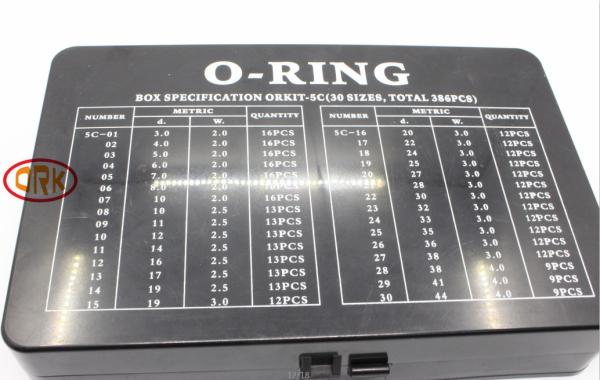 O-RING
BOX SPECIFICATION ORKIT-5C(30 SIZES, TOTAL 386PCS)
NUMBER METRIC QUANTITY NUMBER METRIC QUANTITY
d. W. d. W.
5C-01 3.0 2.0 16PCS 5C-16 20 3.0 12PCS
02 4.0 2.0 16PCS 17 22 3.0 12PCS
03 5.0 2.0 16PCS 18 24 3.0 12PCS
04 6.0 2.0 16PCS 19 25 3.0 12PCS
05 7.0 2.0 16PCS 20 27 3.0 12PCS
06 8.0 2.0 28 3.0 12PCS
07 10 2.0 16PCS 22 30 3.0 12PCS
08 10 2.5 13PCS 23 32 3.0 12PCS
09 11 2.5 13PCS 24 33 3.0 12PCS
10 12 2.5 13PCS 25 35 3.0 12PCS
11 14 2.5 13PCS 26 36 3.0 12PCS
12 16 2.5 13PCS 27 38 3.0 12PCS
13 17 2.5 13PCS 28 38 4.0 9PCS
14 19 2.5 13PCS 29 41 4.0 9PCS
15 19 3.0 12PCS 30 44 4.0 9PCS
ORK
12/18